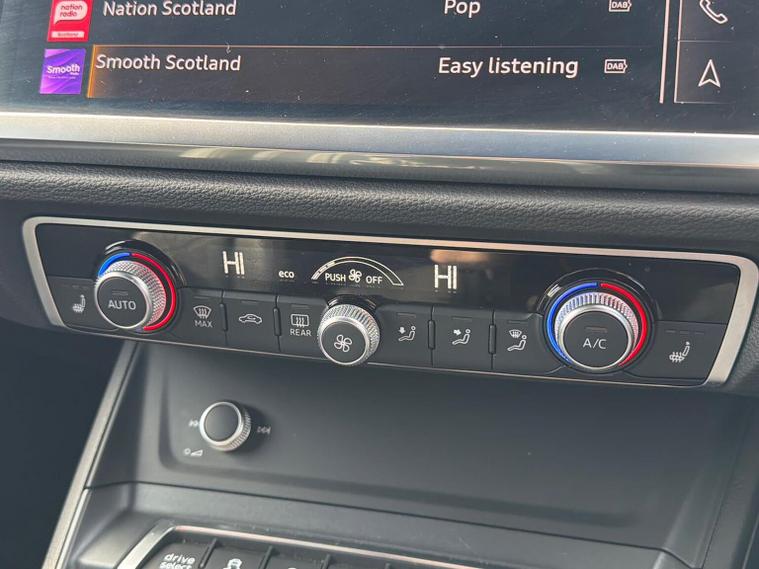 nation
radio
Scotland
Nation Scotland
Pop
DAB
Smooth
Smooth Scotland
Easy listening
DAB
HI
eco
PUSH OFF
HI
AUTO
MAX
REAR
A/C
drive
select